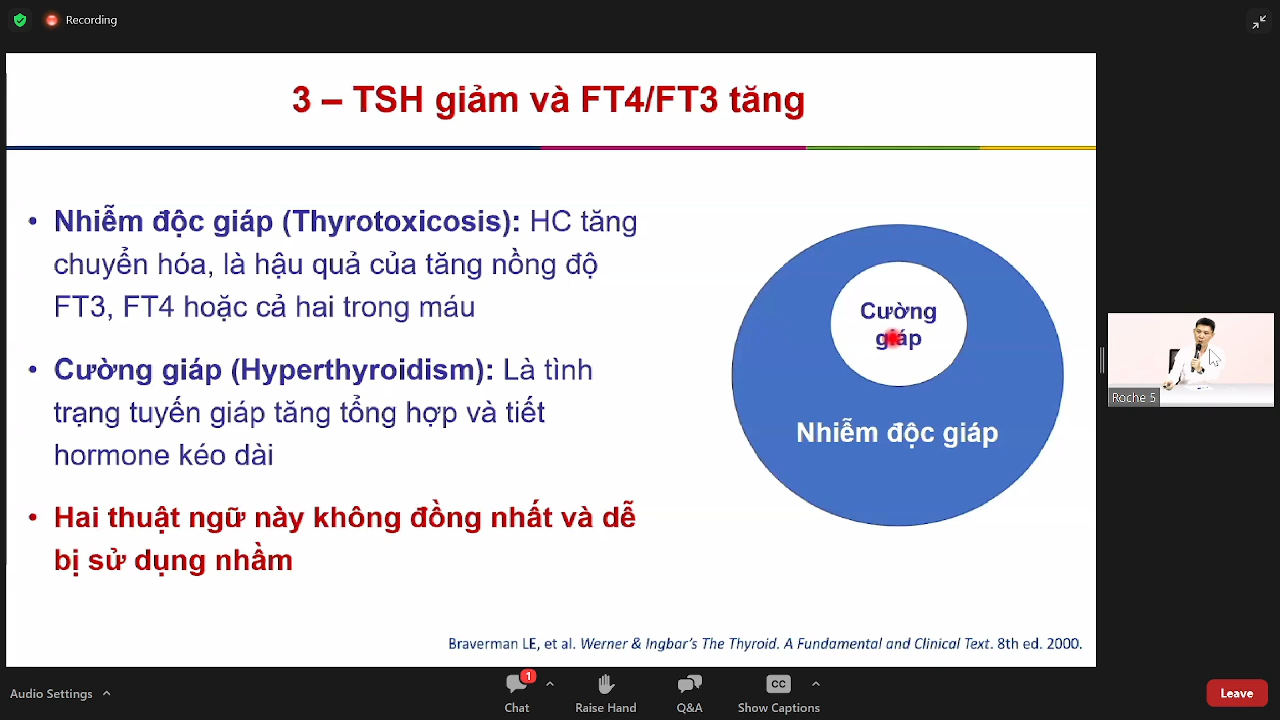 Recording
3 – TSH giảm và FT4/FT3 tăng
• Nhiễm độc giáp (Thyrotoxicosis): HC tăng
chuyển hóa, là hậu quả của tăng nồng độ
FT3, FT4 hoặc cả hai trong máu
• Cường giáp (Hyperthyroidism): Là tình
trạng tuyến giáp tăng tổng hợp và tiết
hormone kéo dài
• Hai thuật ngữ này không đồng nhất và dễ
bị sử dụng nhầm
Cường
giáp
Nhiễm độc giáp
Braverman LE, et al. Werner & Ingbar’s The Thyroid. A Fundamental and Clinical Text. 8th ed. 2000.
Roche 5
Audio Settings
1
Chat
Raise Hand
Q&A
CC
Show Captions
Leave